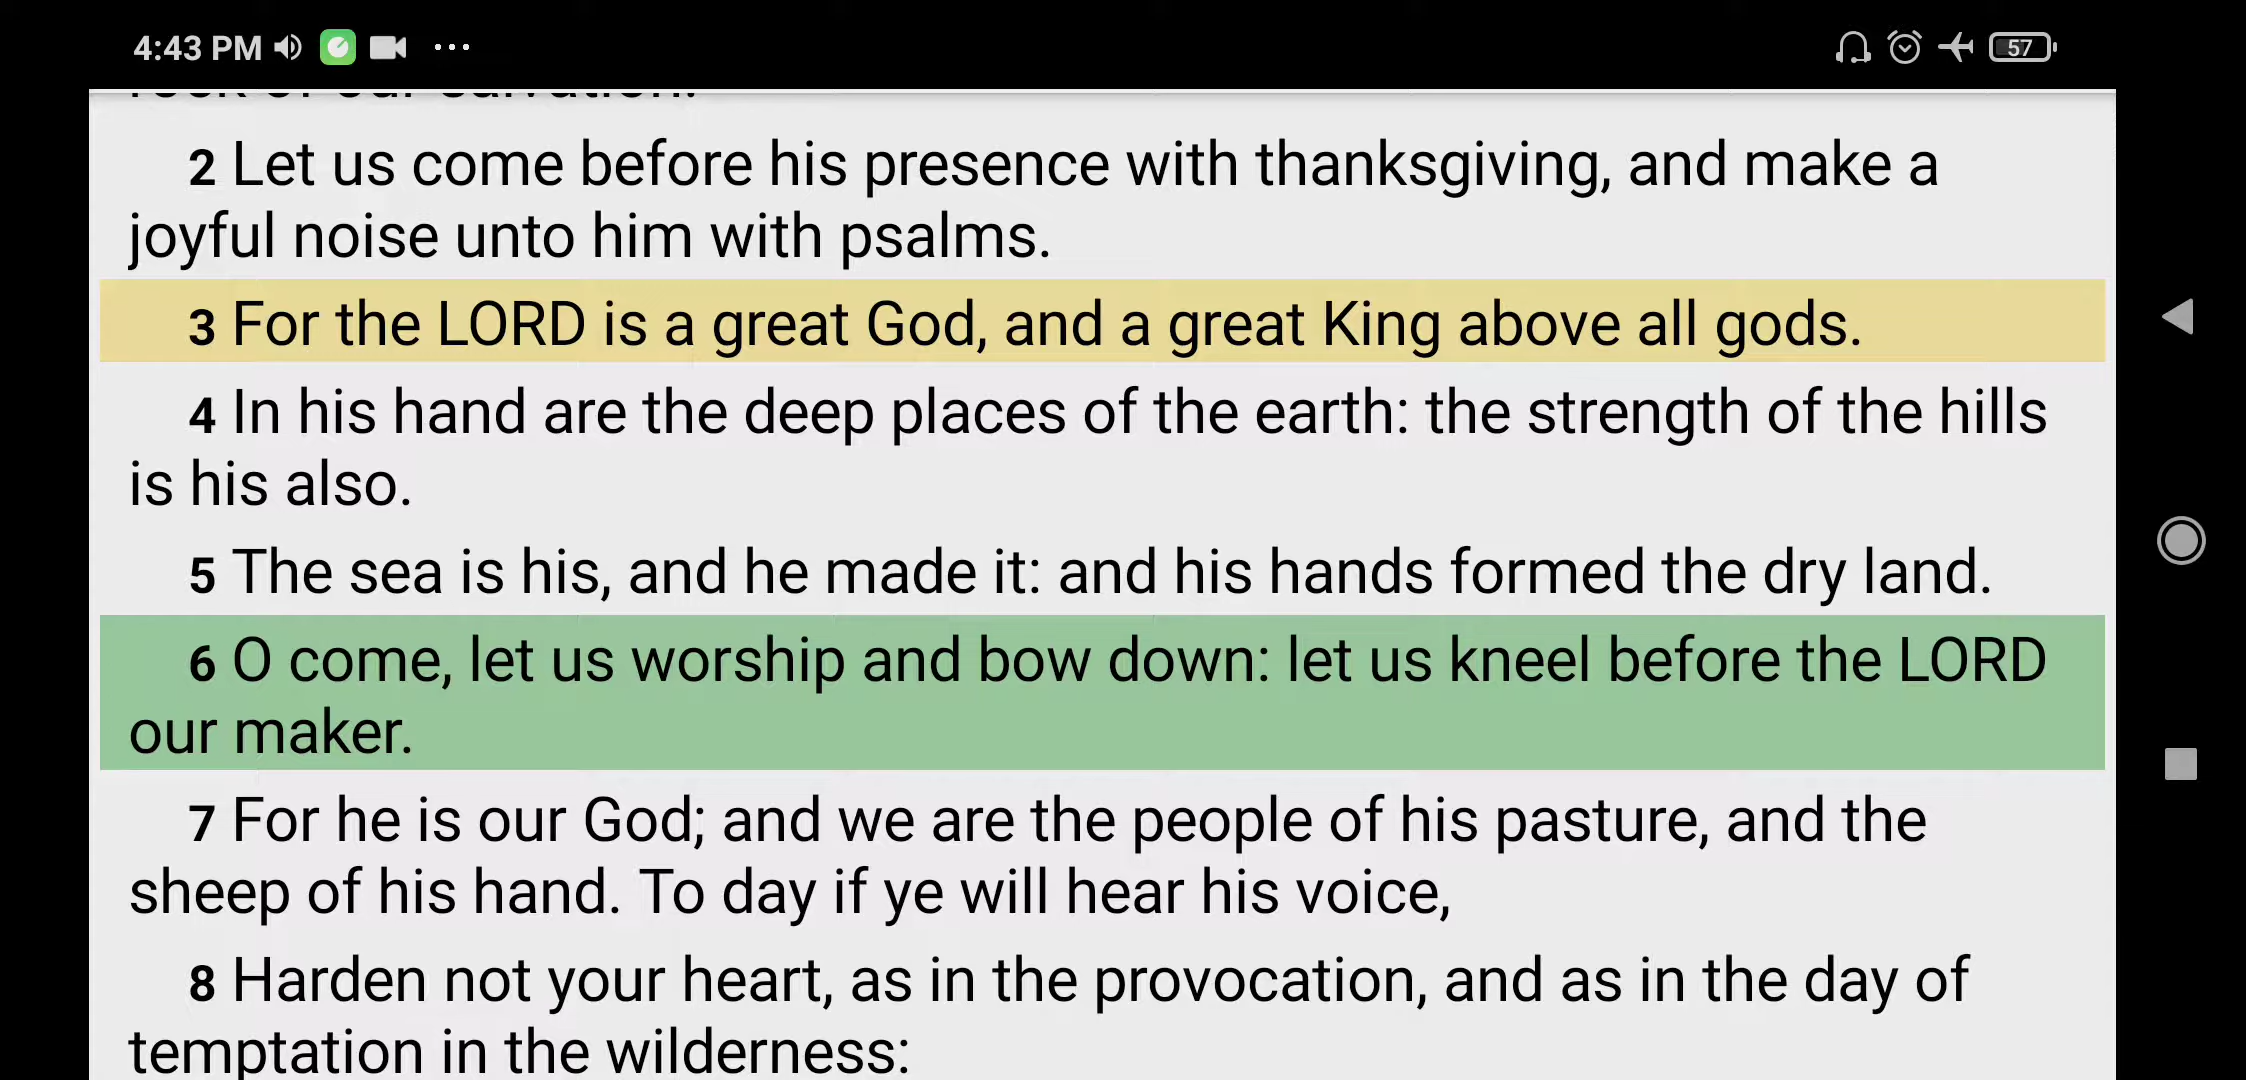 4:43 PM
57
rock of our salvation.
2 Let us come before his presence with thanksgiving, and make a
joyful noise unto him with psalms.
3 For the LORD is a great God, and a great King above all gods.
4 In his hand are the deep places of the earth: the strength of the hills
is his also.
5 The sea is his, and he made it: and his hands formed the dry land.
6 O come, let us worship and bow down: let us kneel before the LORD
our maker.
7 For he is our God; and we are the people of his pasture, and the
sheep of his hand. To day if ye will hear his voice,
8 Harden not your heart, as in the provocation, and as in the day of
temptation in the wilderness: